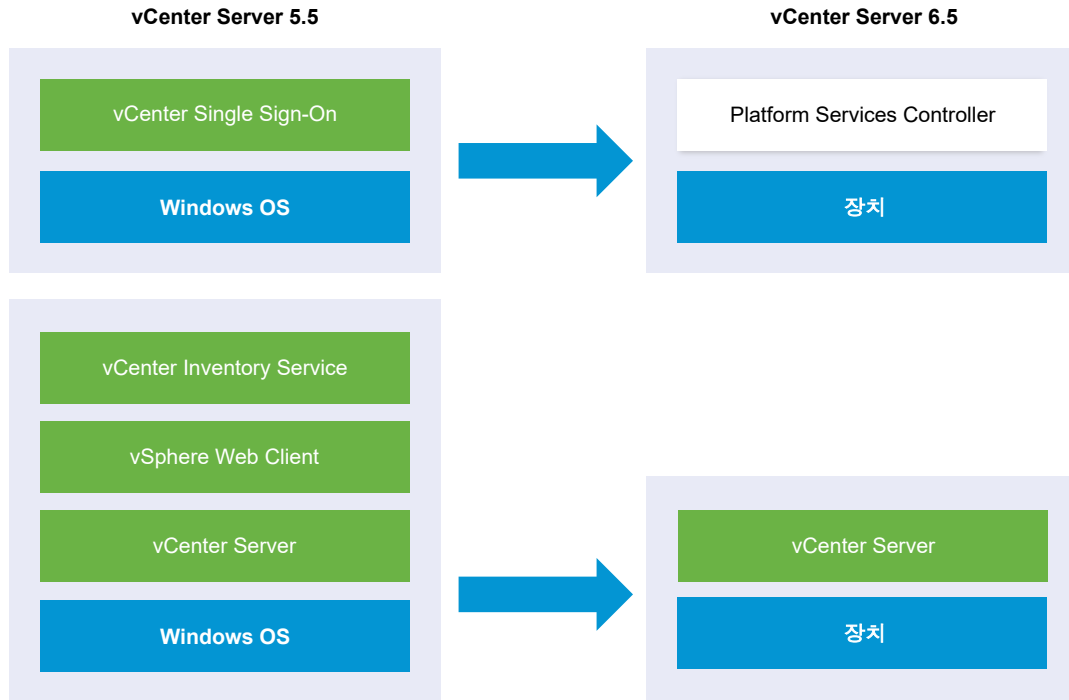 vCenter Server 5.5
vCenter Server 6.5
vCenter Single Sign-On
Windows OS
Platform Services Controller
장치
vCenter Inventory Service
vSphere Web Client
vCenter Server
Windows OS
vCenter Server
장치